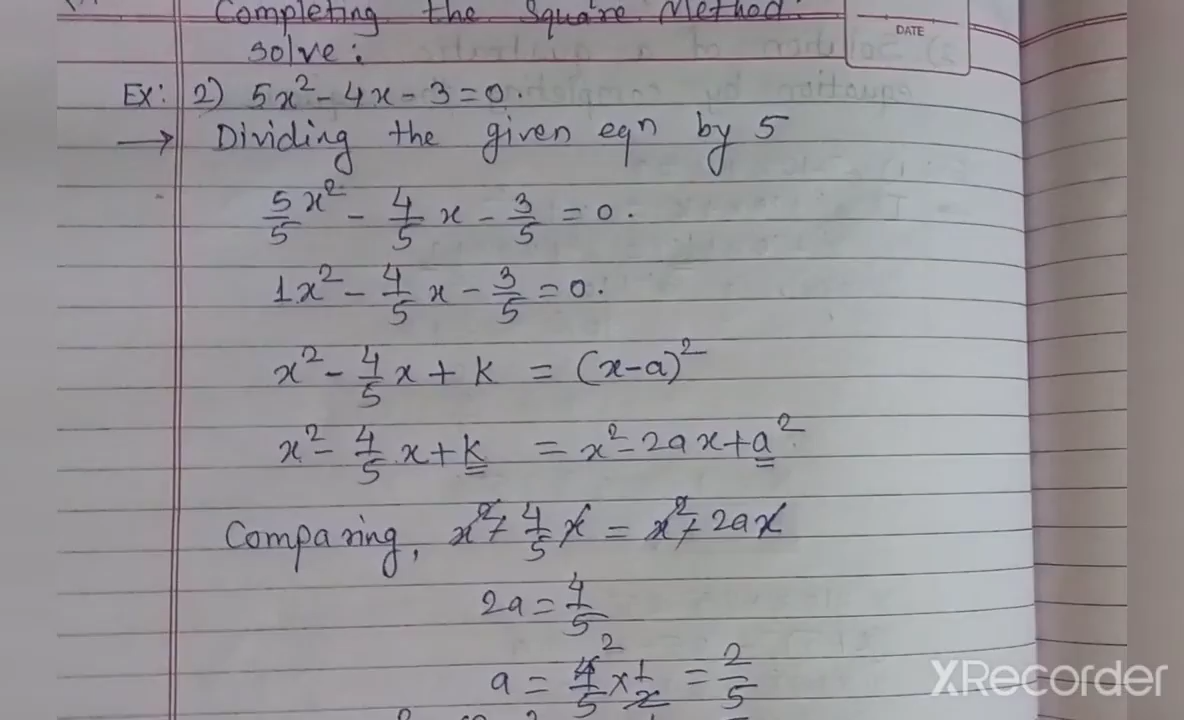 Completing the Square Method.
DATE
solve:
Ex: 2) 5x² - 4x - 3 = 0.
→ Dividing the given eqn by 5
5/5 x² - 4/5 x - 3/5 = 0.
1x² - 4/5 x - 3/5 = 0.
x² - 4/5 x + k = (x-a)²
x² - 4/5 x + k = x² - 2ax + a²
Comparing, x² - 4/5 x = x² - 2ax
2a = 4/5
2
a = 4/5 × 1/2 = 2/5
XRecorder